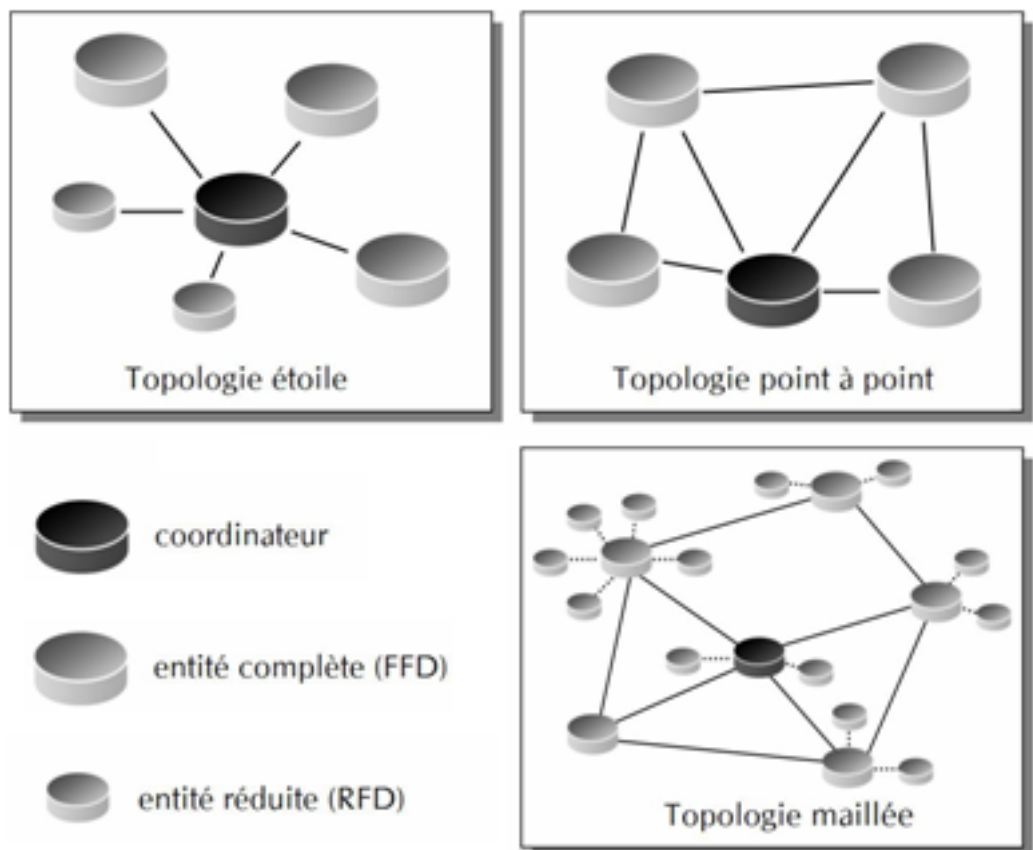 Topologie étoile
Topologie point à point
coordinateur
entité complète (FFD)
entité réduite (RFD)
Topologie maillée